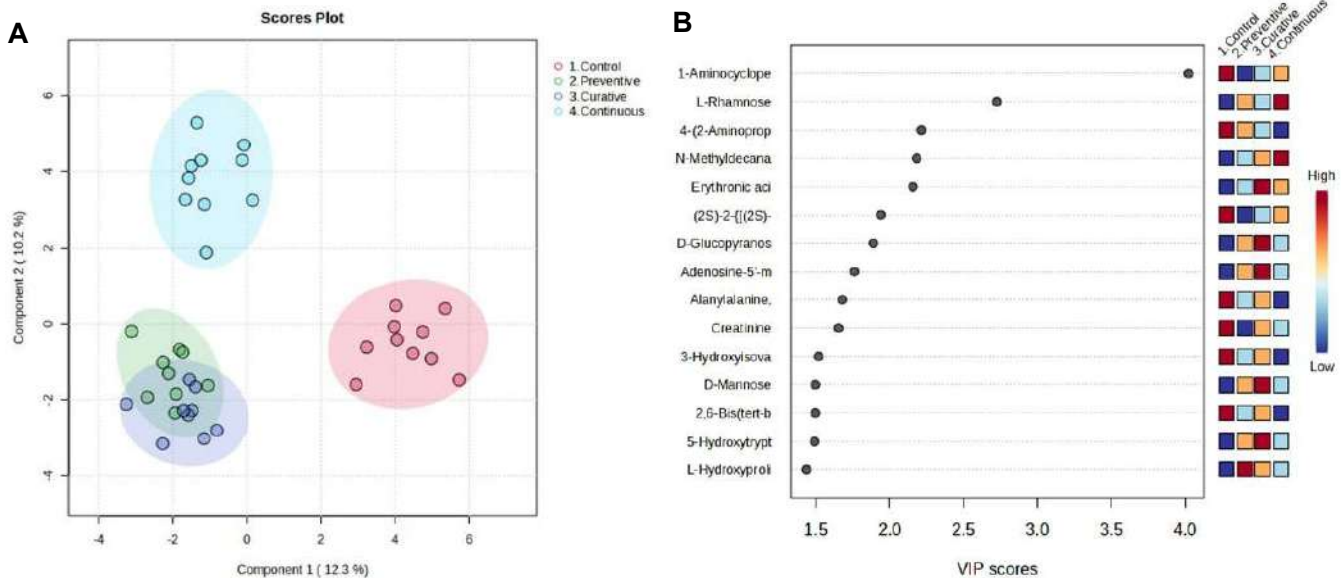 A
Scores Plot
1.Control
2.Preventive
3.Curative
4.Continuous
6
4
2
0
-2
-4
Component 2 ( 10.2 %)
-4
-2
0
2
4
6
Component 1 ( 12.3 %)
B
1.Control
2.Preventive
3.Curative
4.Continuous
1-Aminocyclope
L-Rhamnose
4-(2-Aminoprop
N-Methyldecana
Erythronic aci
(2S)-2-{[(2S)-
D-Glucopyranos
Adenosine-5'-m
Alanylalanine,
Creatinine
3-Hydroxyisova
D-Mannose
2,6-Bis(tert-b
5-Hydroxytrypt
L-Hydroxyproli
High
Low
1.5
2.0
2.5
3.0
3.5
4.0
VIP scores